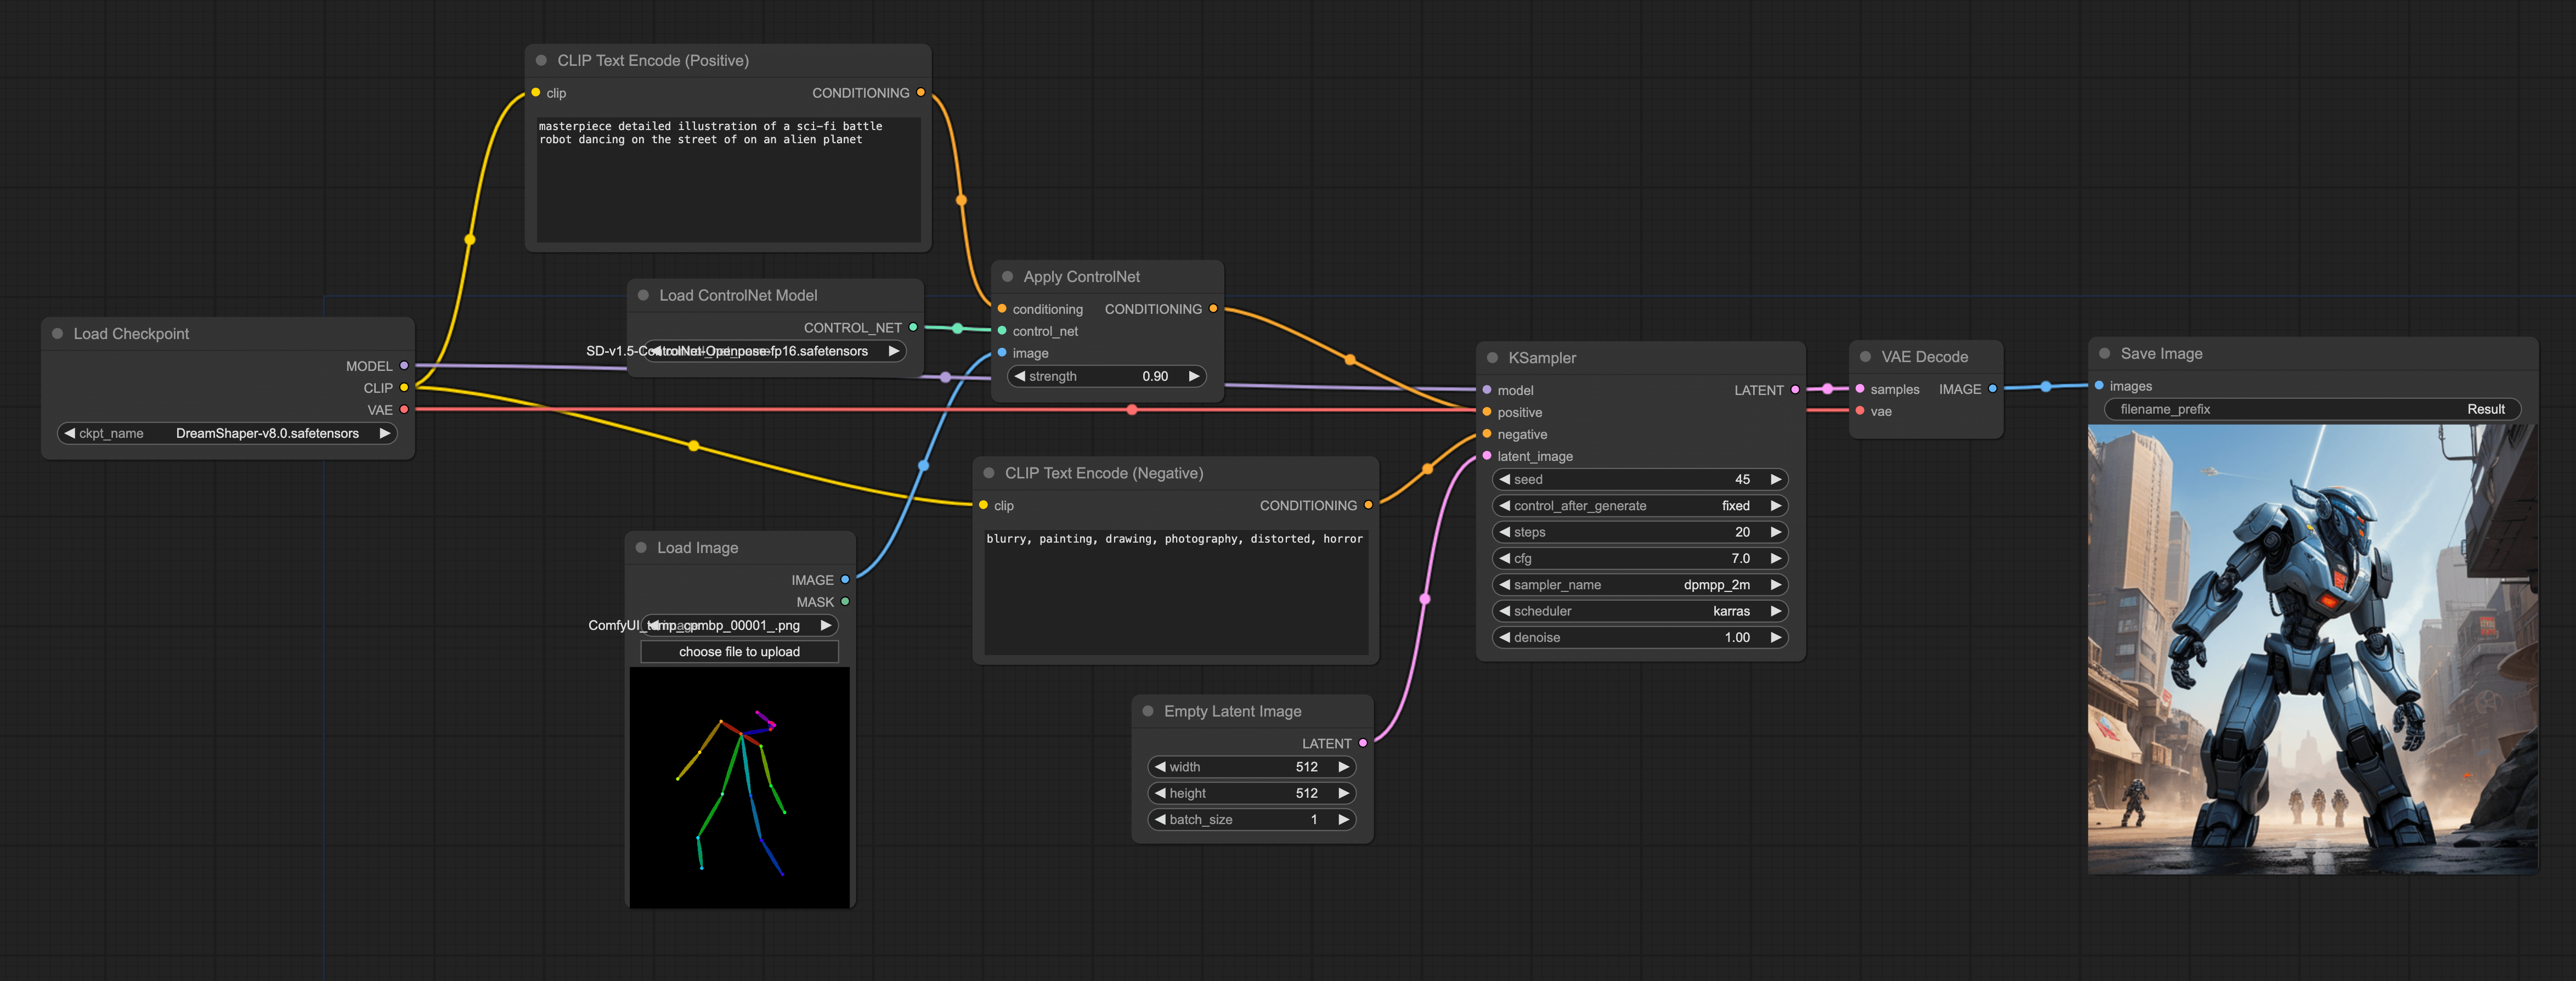 CLIP Text Encode (Positive)
clip
CONDITIONING
masterpiece detailed illustration of a sci-fi battle
robot dancing on the street of on an alien planet
Load ControlNet Model
CONTROL_NET
SD-v1.5-ControlNet-Openpose-fp16.safetensors
Apply ControlNet
conditioning
CONDITIONING
control_net
image
strength
0.90
Load Checkpoint
MODEL
CLIP
VAE
ckpt_name
DreamShaper-v8.0.safetensors
CLIP Text Encode (Negative)
clip
CONDITIONING
blurry, painting, drawing, photography, distorted, horror
Load Image
IMAGE
MASK
choose file to upload
Empty Latent Image
LATENT
width
512
height
512
batch_size
1
KSampler
model
LATENT
positive
negative
latent_image
seed
45
control_after_generate
fixed
steps
20
cfg
7.0
sampler_name
dpmpp_2m
scheduler
karras
denoise
1.00
VAE Decode
samples
IMAGE
vae
Save Image
images
filename_prefix
Result